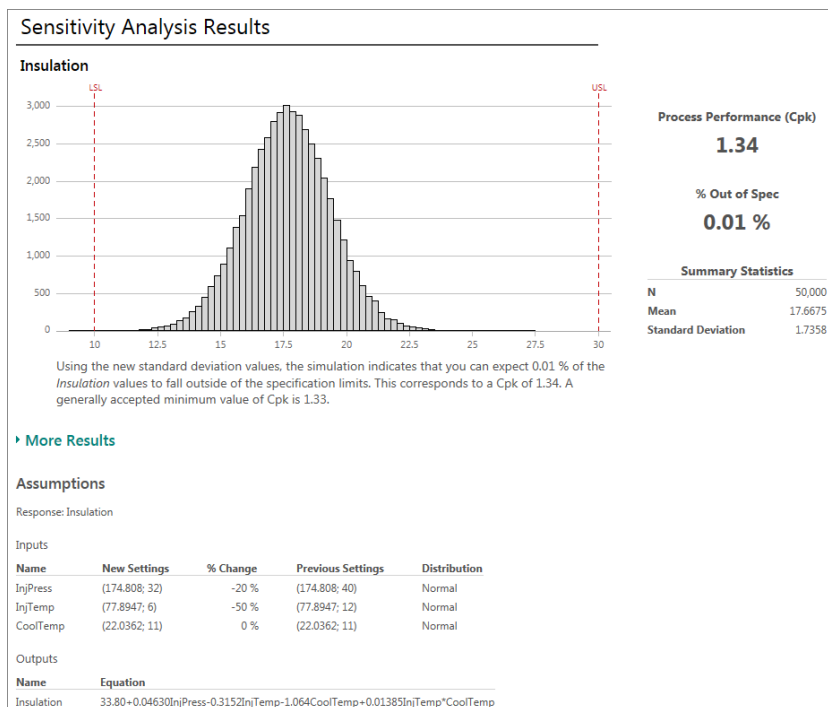 Sensitivity Analysis Results
Insulation
LSL
USL
3,000
2,500
2,000
1,500
1,000
500
0
10
12.5
15
17.5
20
22.5
25
27.5
30
Using the new standard deviation values, the simulation indicates that you can expect 0.01 % of the
Insulation values to fall outside of the specification limits. This corresponds to a Cpk of 1.34. A
generally accepted minimum value of Cpk is 1.33.
Process Performance (Cpk)
1.34
% Out of Spec
0.01 %
Summary Statistics
N 50,000
Mean 17.6675
Standard Deviation 1.7358
More Results
Assumptions
Response: Insulation
Inputs
Name New Settings % Change Previous Settings Distribution
InjPress (174.808; 32) -20 % (174.808; 40) Normal
InjTemp (77.8947; 6) -50 % (77.8947; 12) Normal
CoolTemp (22.0362; 11) 0 % (22.0362; 11) Normal
Outputs
Name Equation
Insulation 33.80+0.04630InjPress-0.3152InjTemp-1.064CoolTemp+0.01385InjTemp*CoolTemp